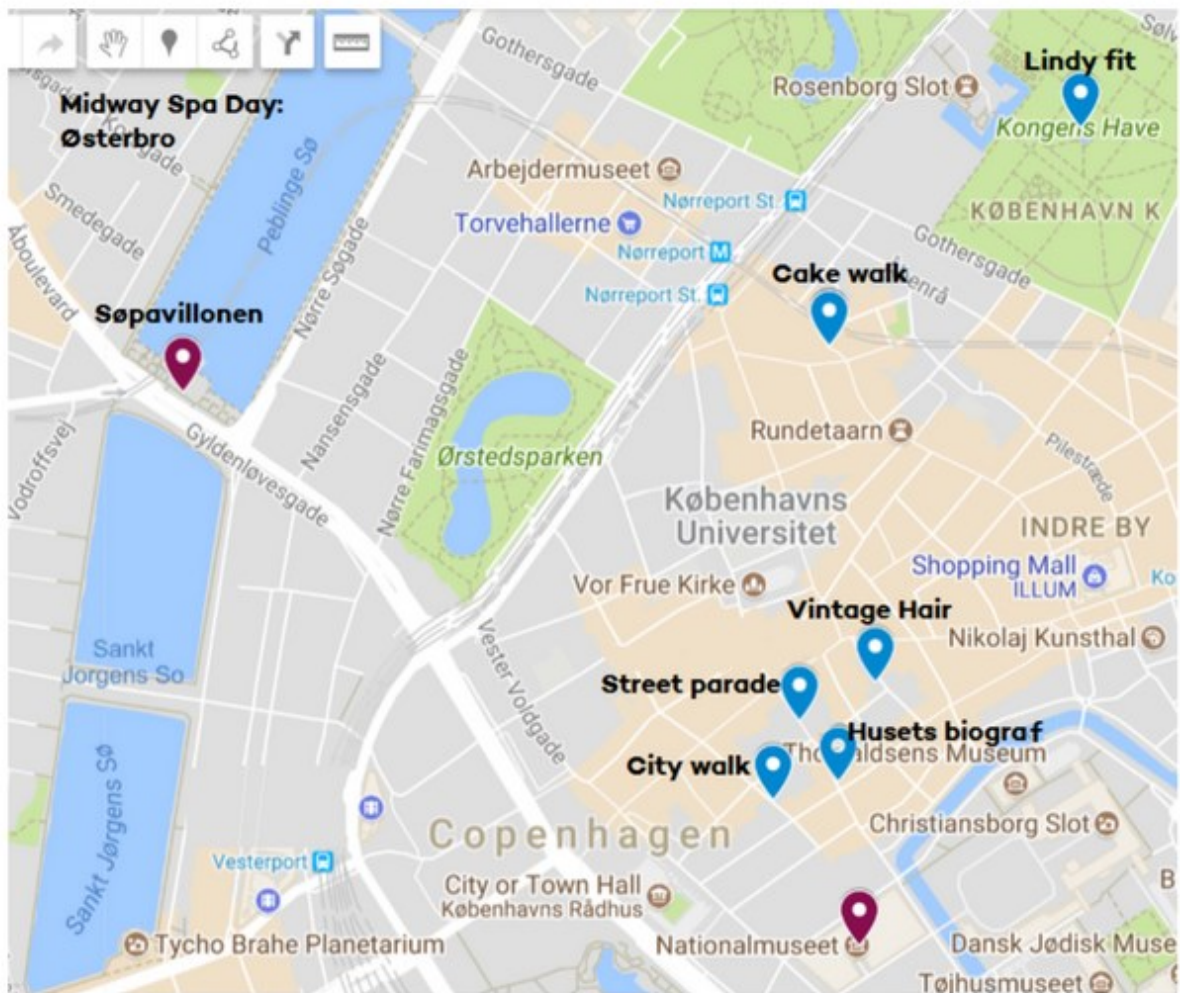 Gothersgade
Sølv
Lindy fit
Rosenborg Slot
Kongens Have
Midway Spa Day:
Østerbro
Peblinge Sø
Smedegade
Arbejdermuseet
Nørreport St.
KØBENHAVN K
Torvehallerne
Gothersgade
Åboulevard
Nørreport
M
Cake walk
Nørreport St.
Nørre Søgade
Søpavillonen
Nansensgade
Nørre Farimagsgade
Rundetaarn
Gyldenløvesgade
Ørstedsparken
Pilestræde
Vodroffsvej
Københavns
Universitet
INDRE BY
Shopping Mall
ILLUM
Ko
Vor Frue Kirke
Vintage Hair
Nikolaj Kunsthal
Sankt
Jorgens So
Vester Voldgade
Street parade
Husets biograf
City walk
Museum
Sankt Jørgens Sø
Copenhagen
Christiansborg Slot
Vesterport
City or Town Hall
Københavns Rådhus
B
Tycho Brahe Planetarium
Nationalmuseet
Dansk Jødisk Muse
Tøjhusmuseet